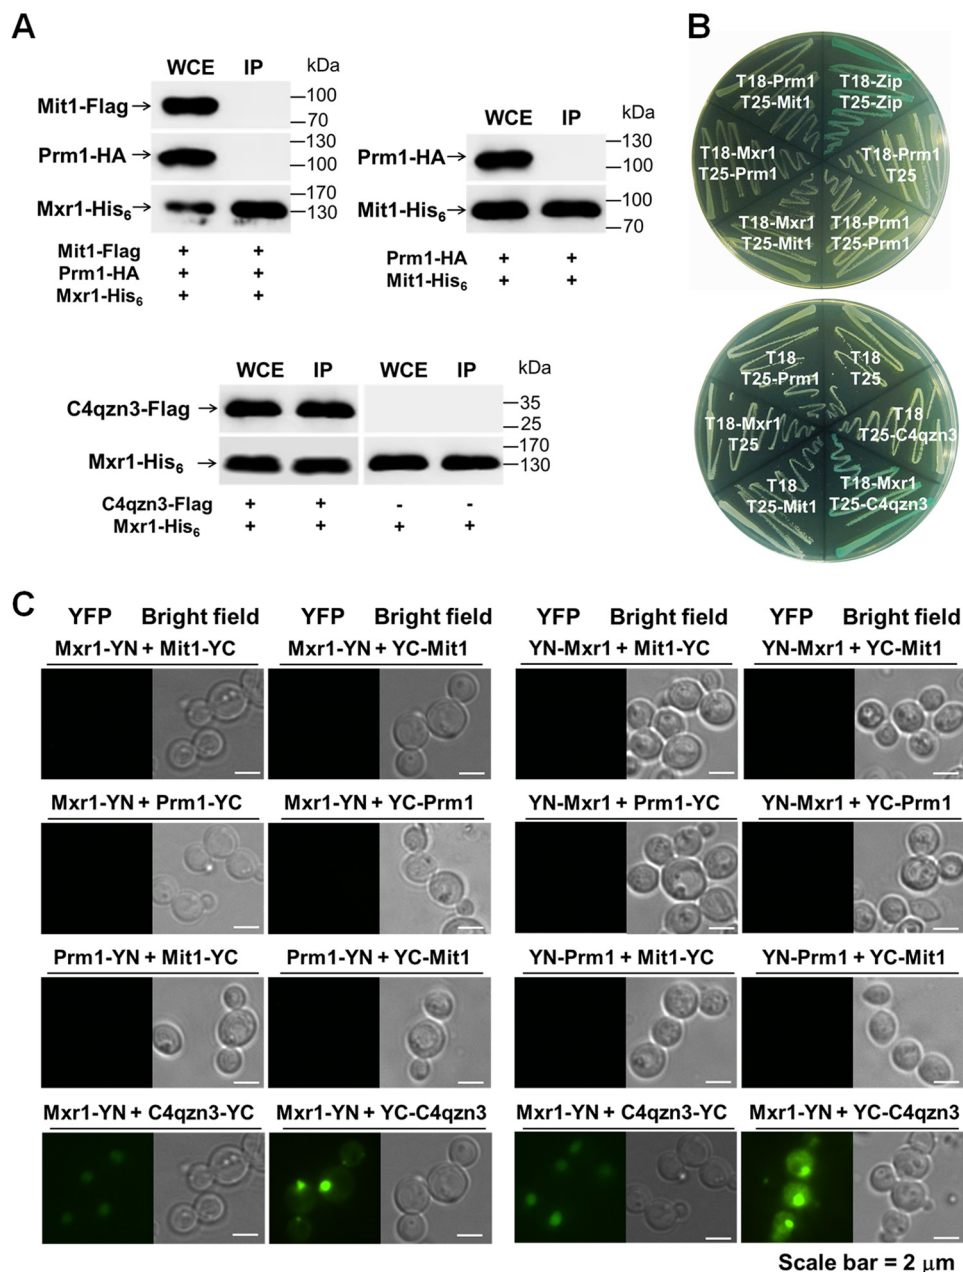 A
WCE IP kDa
Mit1-Flag → 100
70
Prm1-HA → 130
100
Mxr1-His6 → 170
130
Mit1-Flag + +
Prm1-HA + +
Mxr1-His6 + +
WCE IP kDa
Prm1-HA → 130
100
Mit1-His6 → 100
70
Prm1-HA + +
Mit1-His6 + +
WCE IP WCE IP kDa
C4qzn3-Flag → 35
25
Mxr1-His6 → 170
130
C4qzn3-Flag + + - -
Mxr1-His6 + + + +
B
T18-Prm1
T25-Mit1
T18-Zip
T25-Zip
T18-Mxr1
T25-Prm1
T18-Prm1
T25
T18-Mxr1
T25-Mit1
T18-Prm1
T25-Prm1
T18
T25-Prm1
T18
T25
T18-Mxr1
T25
T18
T25-C4qzn3
T18
T25-Mit1
T18-Mxr1
T25-C4qzn3
C
YFP Bright field YFP Bright field YFP Bright field YFP Bright field
Mxr1-YN + Mit1-YC Mxr1-YN + YC-Mit1 YN-Mxr1 + Mit1-YC YN-Mxr1 + YC-Mit1
Mxr1-YN + Prm1-YC Mxr1-YN + YC-Prm1 YN-Mxr1 + Prm1-YC YN-Mxr1 + YC-Prm1
Prm1-YN + Mit1-YC Prm1-YN + YC-Mit1 YN-Prm1 + Mit1-YC YN-Prm1 + YC-Mit1
Mxr1-YN + C4qzn3-YC Mxr1-YN + YC-C4qzn3 Mxr1-YN + C4qzn3-YC Mxr1-YN + YC-C4qzn3
Scale bar = 2 μm